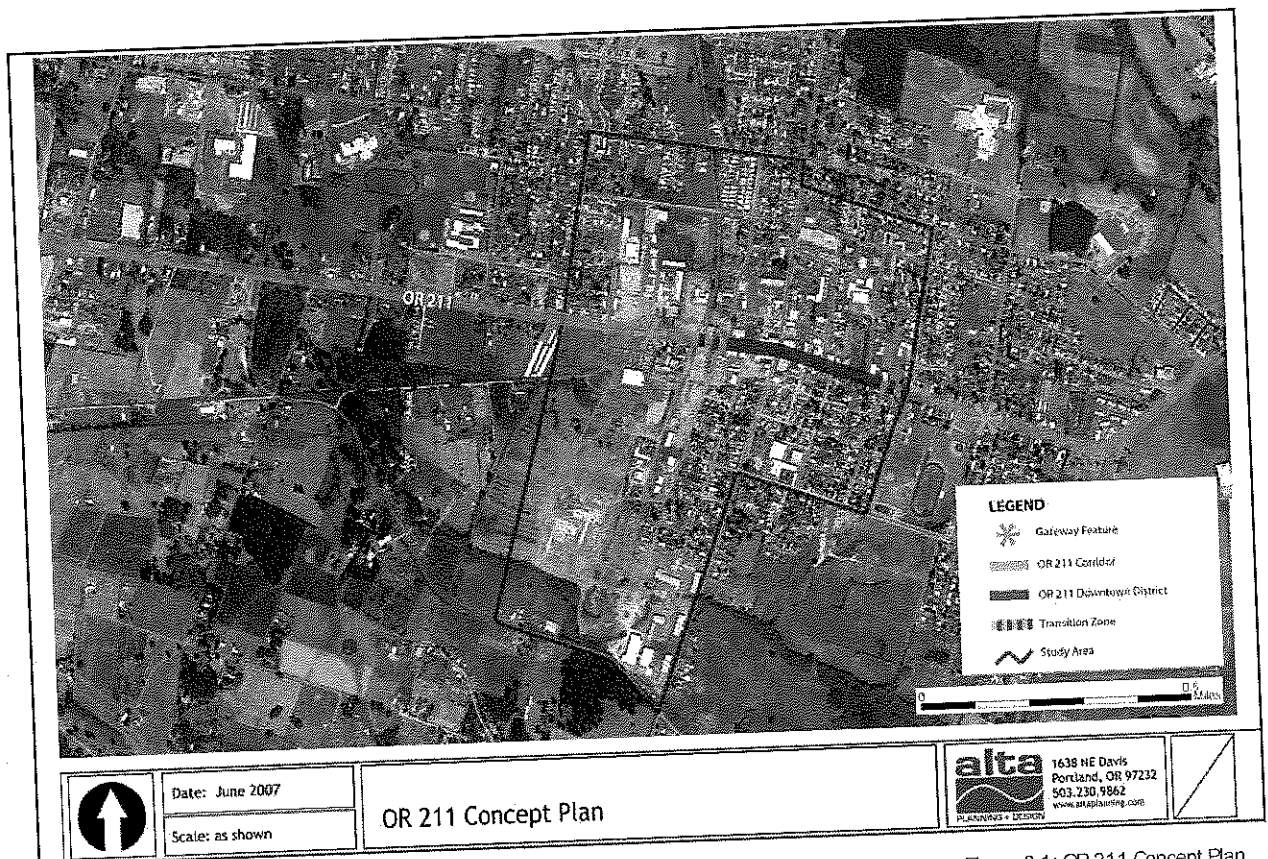 OR 211
LEGEND
Gateway Feature
OR 211 Corridor
OR 211 Downtown District
Transition Zone
Study Area
0
0.5
Miles
Date: June 2007
Scale: as shown
OR 211 Concept Plan
alta
PLANNING + DESIGN
1638 NE Davis
Portland, OR 97232
503.230.9862
www.altaplanning.com
OR 211 Concept Plan